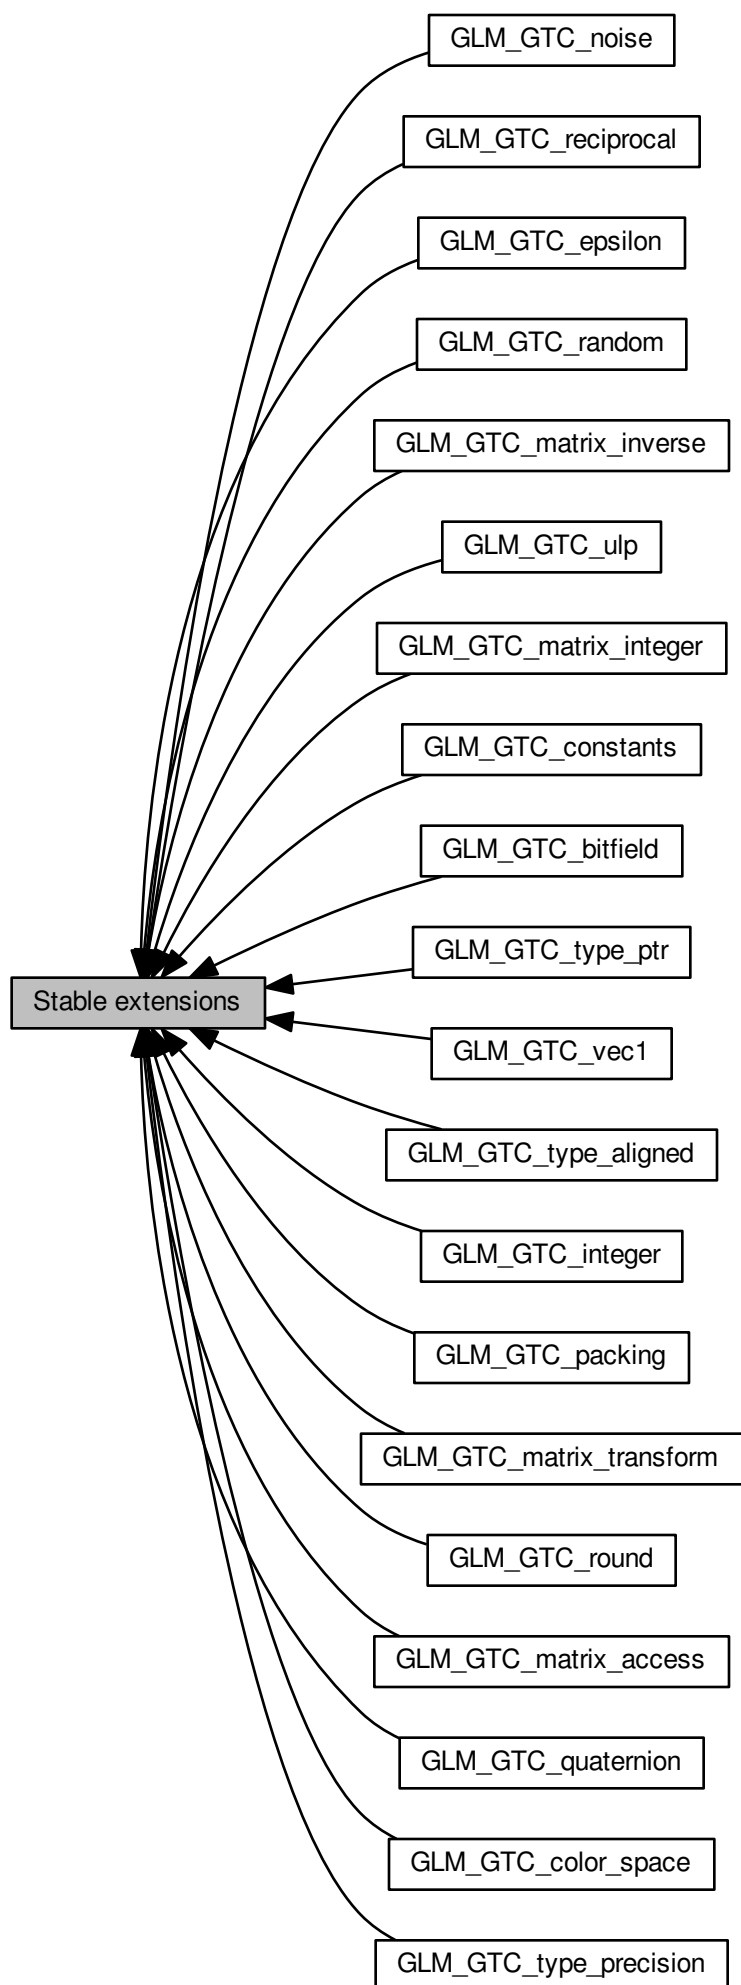 GLM_GTC_noise
GLM_GTC_reciprocal
GLM_GTC_epsilon
GLM_GTC_random
GLM_GTC_matrix_inverse
GLM_GTC_ulp
GLM_GTC_matrix_integer
GLM_GTC_constants
GLM_GTC_bitfield
GLM_GTC_type_ptr
Stable extensions
GLM_GTC_vec1
GLM_GTC_type_aligned
GLM_GTC_integer
GLM_GTC_packing
GLM_GTC_matrix_transform
GLM_GTC_round
GLM_GTC_matrix_access
GLM_GTC_quaternion
GLM_GTC_color_space
GLM_GTC_type_precision